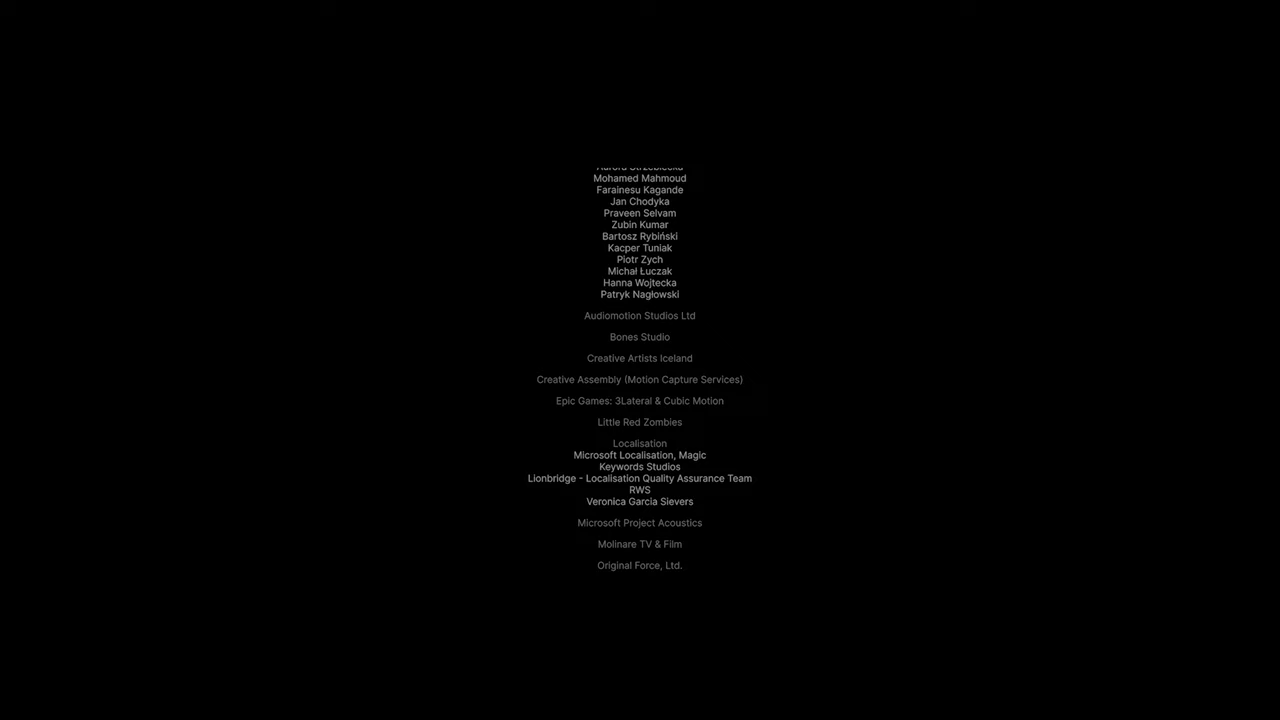 Mohamed Mahmoud
Farainesu Kagande
Jan Chodyka
Praveen Selvam
Zubin Kumar
Bartosz Rybiński
Kacper Tuniak
Piotr Zych
Michał Łuczak
Hanna Wojtecka
Patryk Nagłowski
Audiomotion Studios Ltd
Bones Studio
Creative Artists Iceland
Creative Assembly (Motion Capture Services)
Epic Games: 3Lateral & Cubic Motion
Little Red Zombies
Localisation
Microsoft Localisation, Magic
Keywords Studios
Lionbridge - Localisation Quality Assurance Team
RWS
Veronica Garcia Sievers
Microsoft Project Acoustics
Molinare TV & Film
Original Force, Ltd.